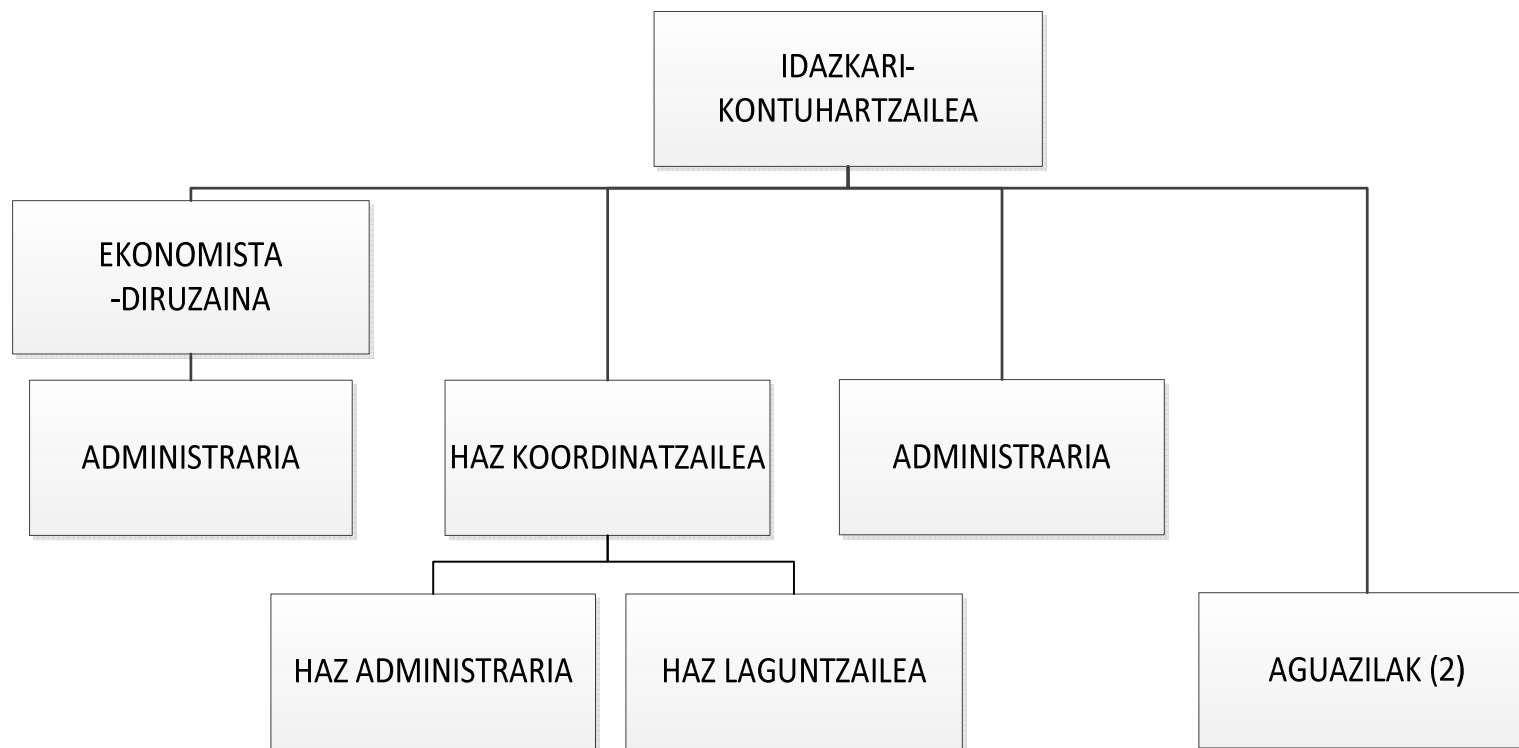 IDAZKARI-
KONTUHARTZAILEA
EKONOMISTA
-DIRUZAINA
ADMINISTRARIA
HAZ KOORDINATZAILEA
ADMINISTRARIA
HAZ ADMINISTRARIA
HAZ LAGUNTZAILEA
AGUAZILAK (2)